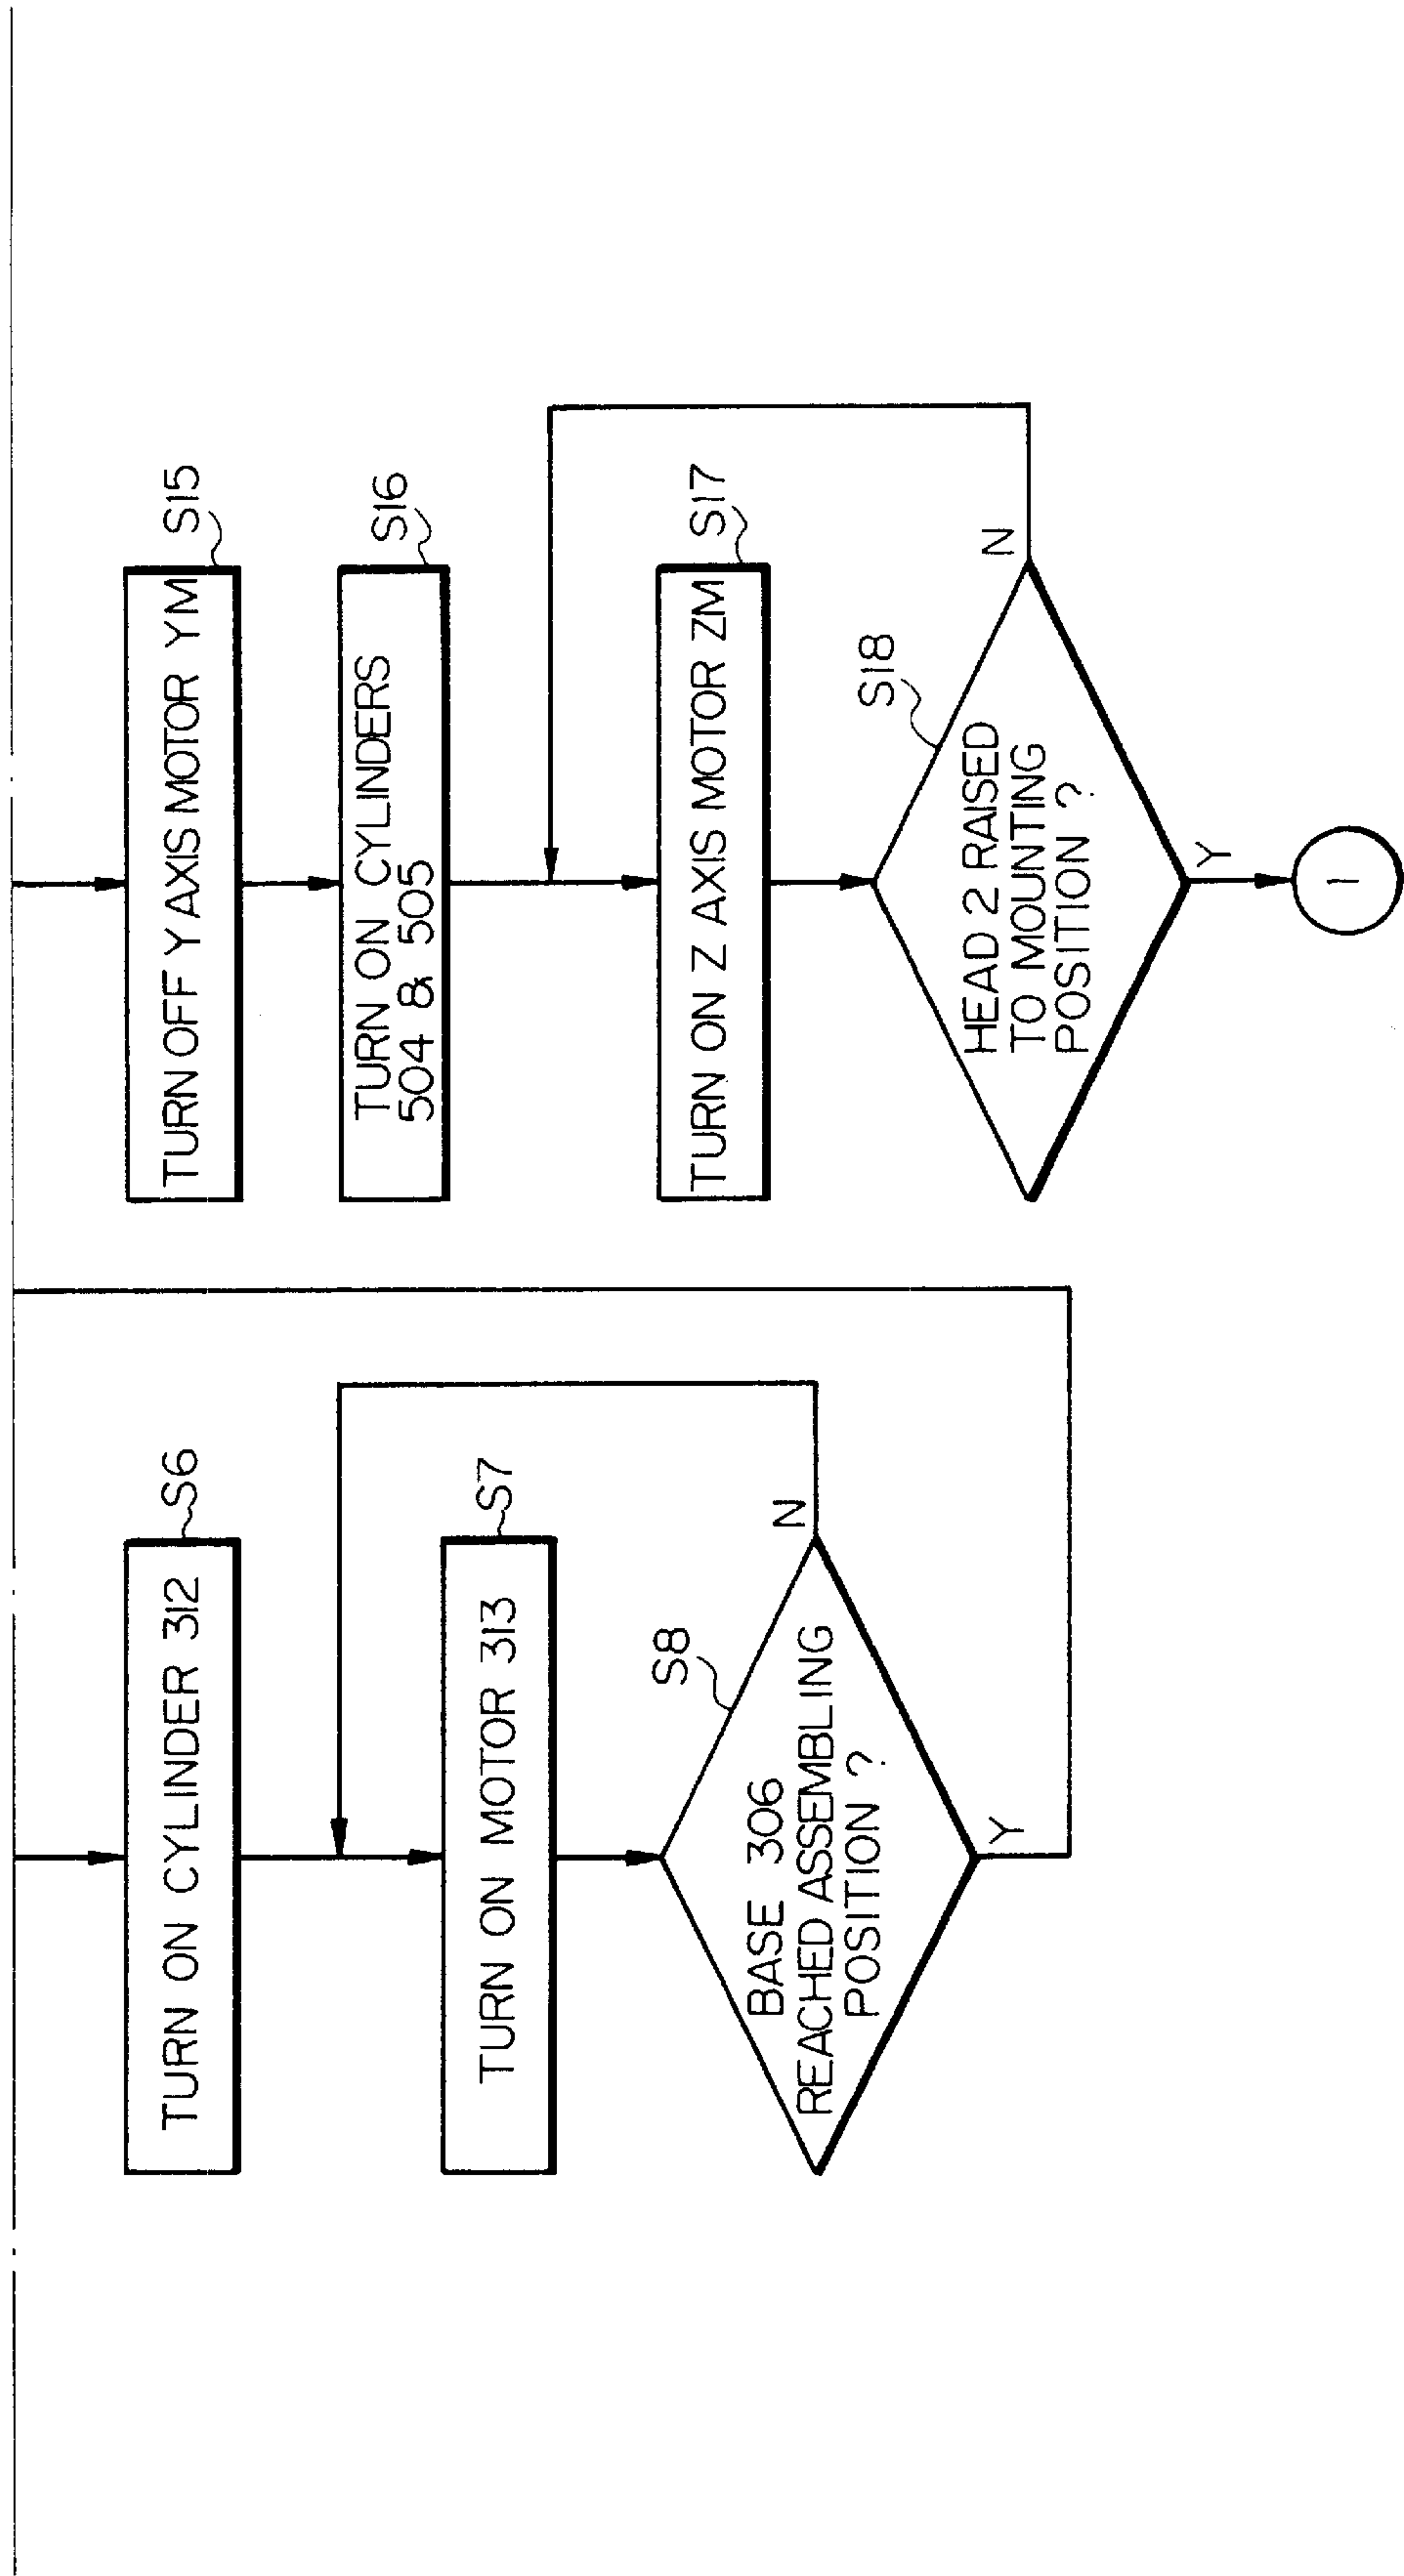 TURN ON CYLINDER 312
S6
TURN ON MOTOR 313
S7
BASE 306
REACHED ASSEMBLING
POSITION ?
S8
N
Y
TURN OFF Y AXIS MOTOR YM
S15
TURN ON CYLINDERS
504 & 505
S16
TURN ON Z AXIS MOTOR ZM
S17
HEAD 2 RAISED
TO MOUNTING
POSITION ?
S18
N
Y
1